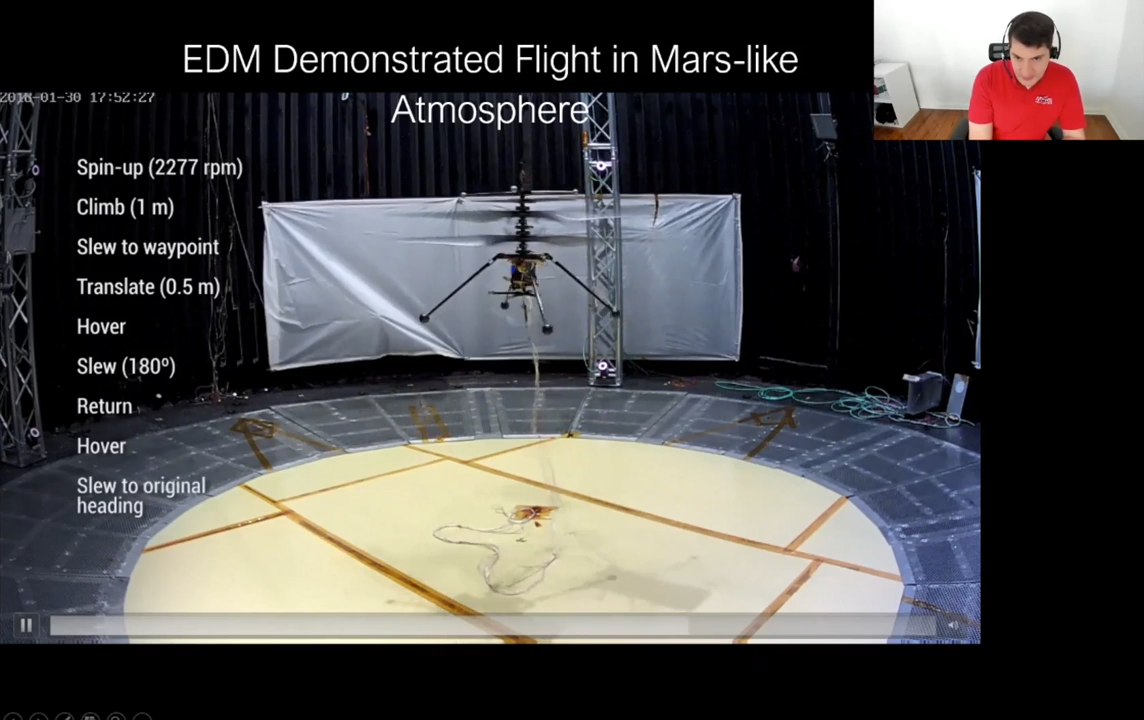 EDM Demonstrated Flight in Mars-like
Atmosphere
2018-01-30 17:52:27
Spin-up (2277 rpm)
Climb (1 m)
Slew to waypoint
Translate (0.5 m)
Hover
Slew (180º)
Return
Hover
Slew to original
heading